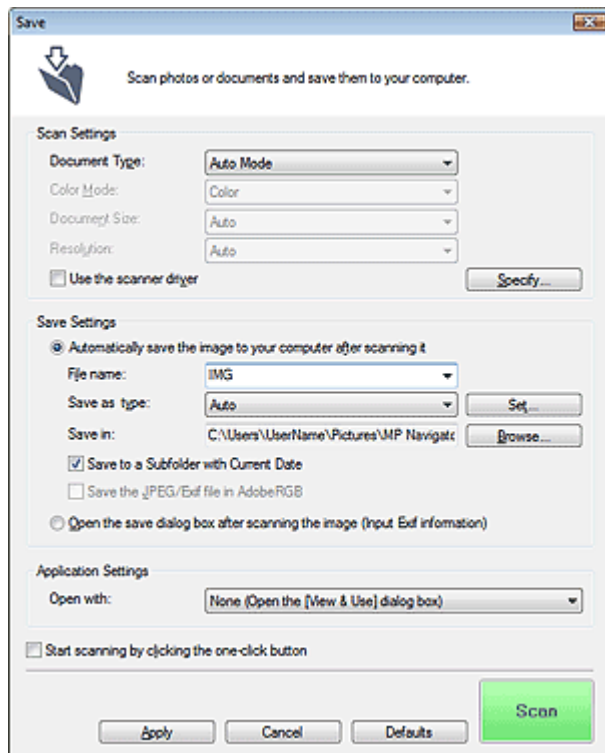 Save
Scan photos or documents and save them to your computer.
Scan Settings
Document Type: Auto Mode
Color Mode: Color
Document Size: Auto
Resolution: Auto
Use the scanner driver Specify...
Save Settings
Automatically save the image to your computer after scanning it
File name: IMG
Save as type: Auto Set...
Save in: C:\Users\UserName\Pictures\MP Navigato Browse...
Save to a Subfolder with Current Date
Save the JPEG/Exif file in AdobeRGB
Open the save dialog box after scanning the image (Input Exif information)
Application Settings
Open with: None (Open the [View & Use] dialog box)
Start scanning by clicking the one-click button
Scan
Apply Cancel Defaults